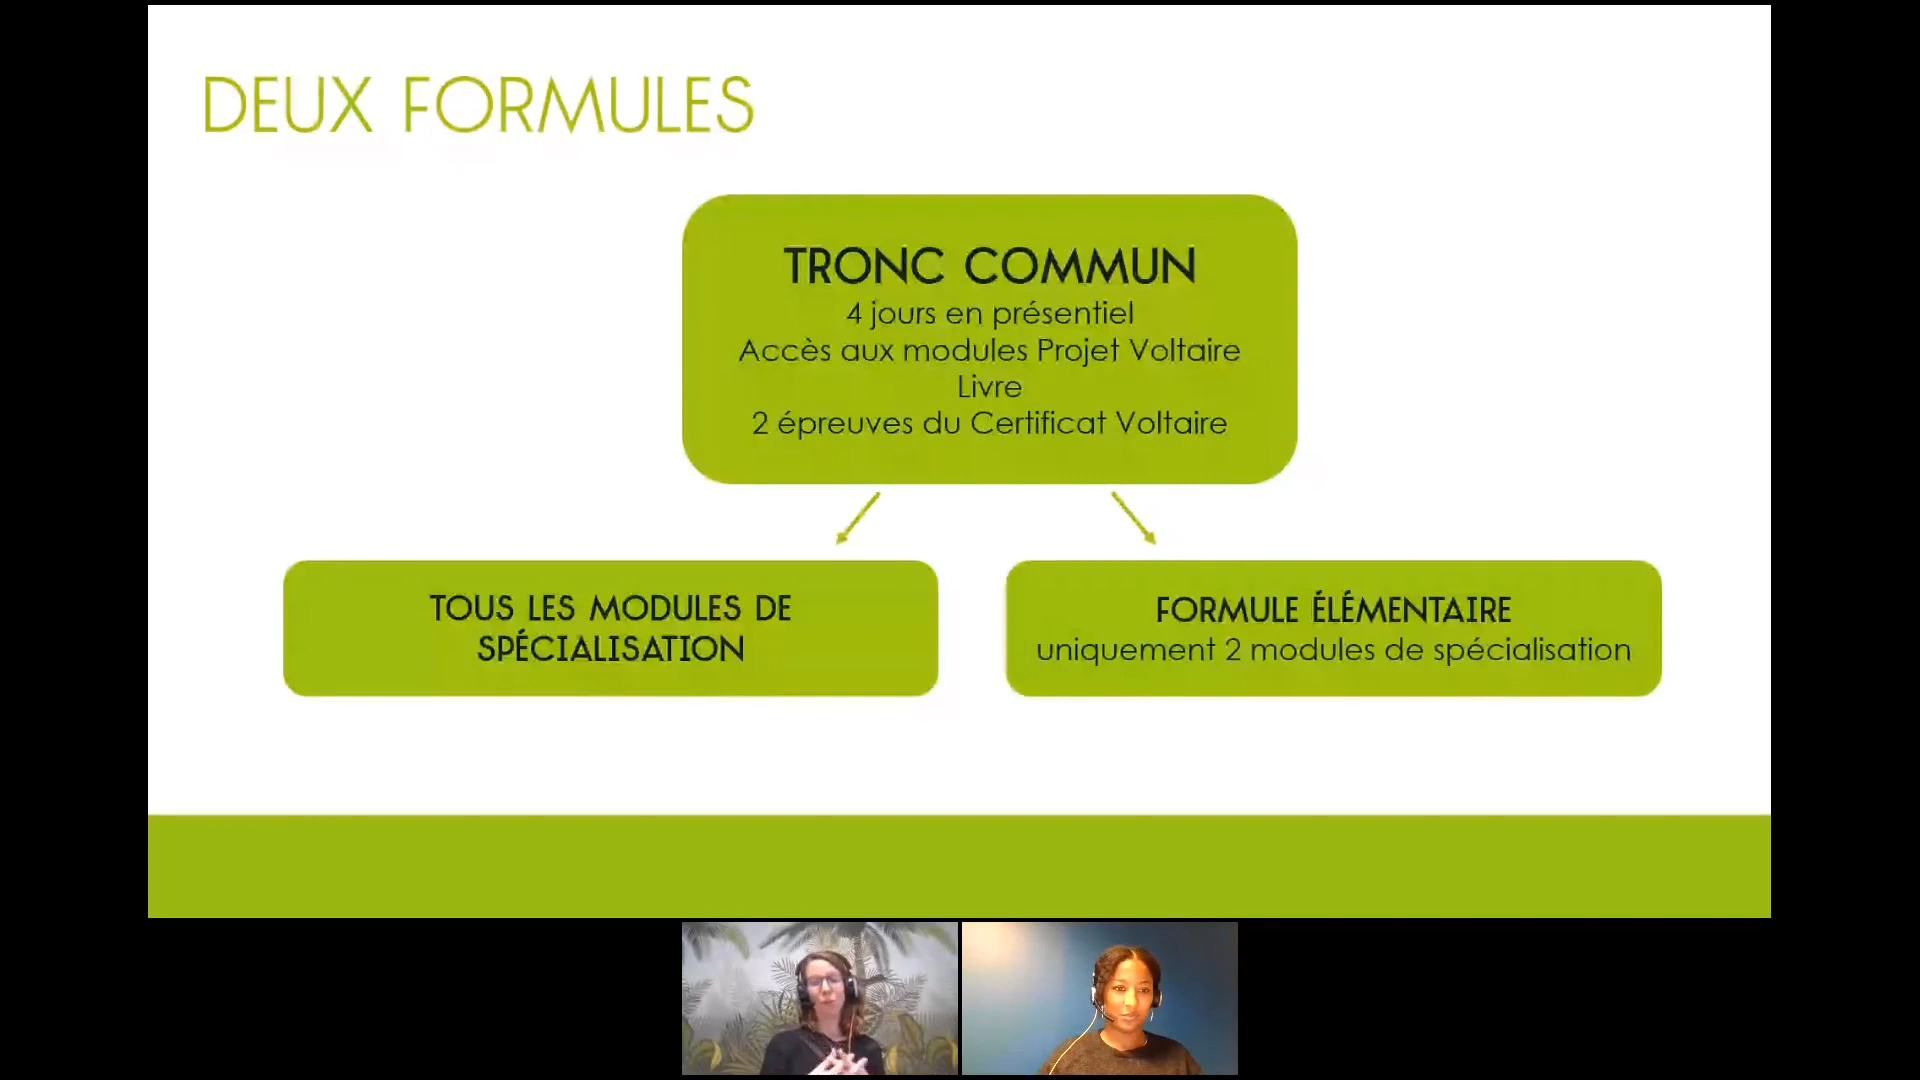 DEUX FORMULES
TRONC COMMUN
4 jours en présentiel
Accès aux modules Projet Voltaire
Livre
2 épreuves du Certificat Voltaire
TOUS LES MODULES DE
SPÉCIALISATION
FORMULE ÉLÉMENTAIRE
uniquement 2 modules de spécialisation